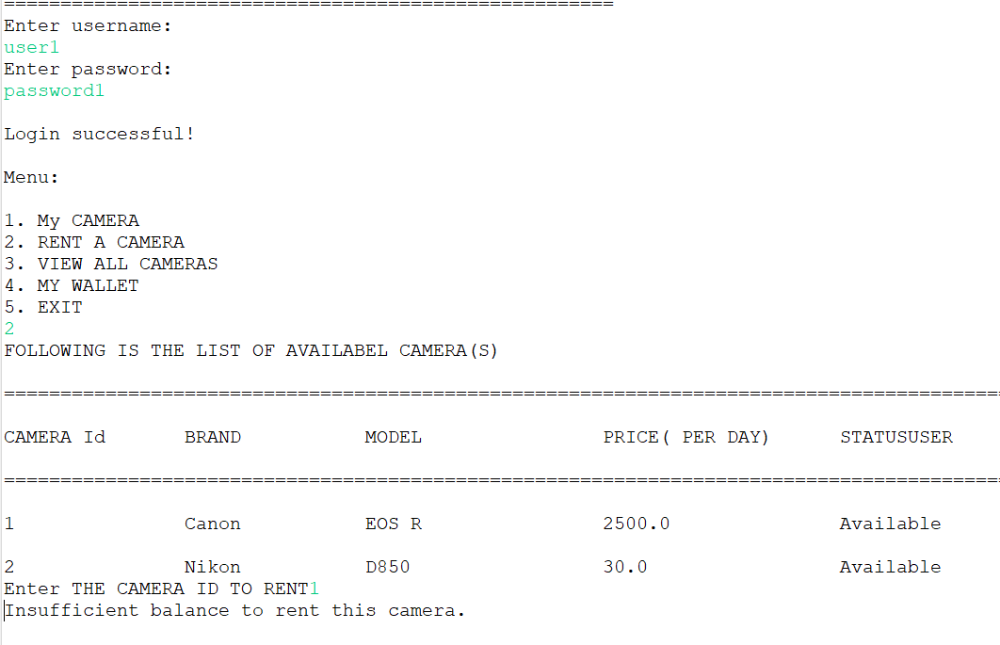 ======================================================
Enter username:
user1
Enter password:
password1
Login successful!
Menu:
1. My CAMERA
2. RENT A CAMERA
3. VIEW ALL CAMERAS
4. MY WALLET
5. EXIT
2
FOLLOWING IS THE LIST OF AVAILABEL CAMERA(S)
========================================================================================
CAMERA Id BRAND MODEL PRICE( PER DAY) STATUSUSER
========================================================================================
1 Canon EOS R 2500.0 Available
2 Nikon D850 30.0 Available
Enter THE CAMERA ID TO RENT1
Insufficient balance to rent this camera.